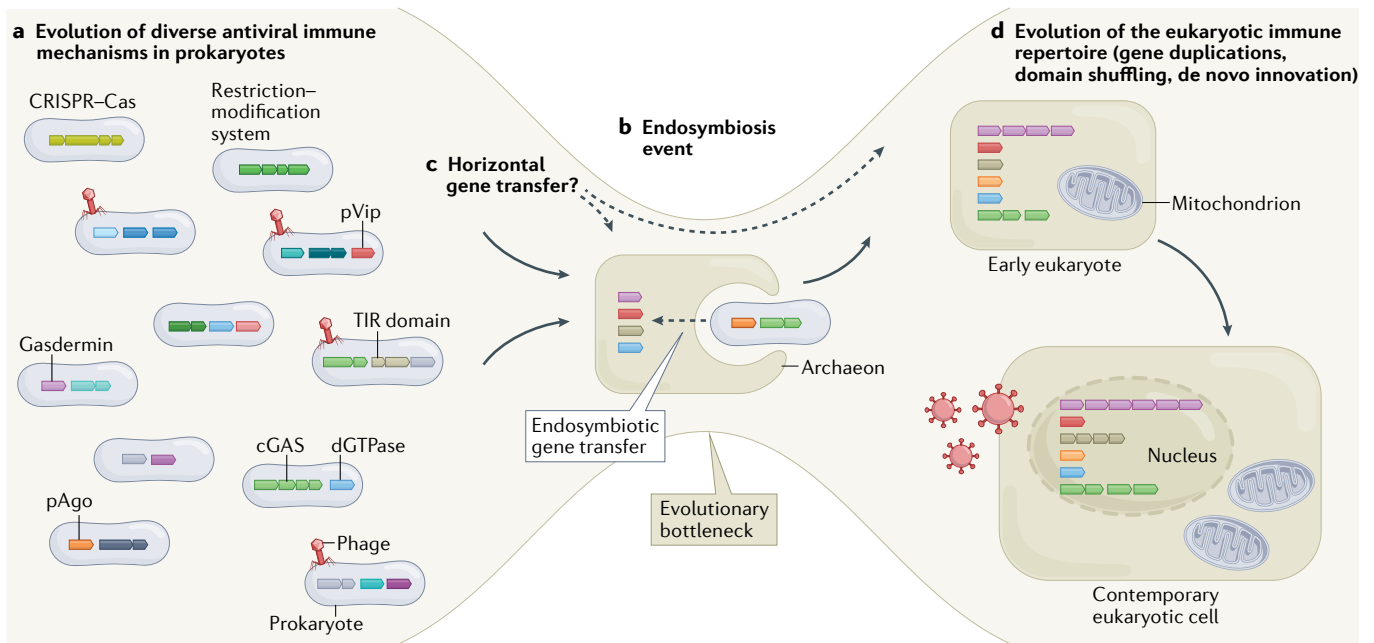 a Evolution of diverse antiviral immune
mechanisms in prokaryotes
CRISPR–Cas
Restriction–
modification
system
pVip
Gasdermin
TIR domain
cGAS
dGTPase
pAgo
Phage
Prokaryote
b Endosymbiosis
event
c Horizontal
gene transfer?
Archaeon
Endosymbiotic
gene transfer
Evolutionary
bottleneck
d Evolution of the eukaryotic immune
repertoire (gene duplications,
domain shuffling, de novo innovation)
Mitochondrion
Early eukaryote
Nucleus
Contemporary
eukaryotic cell